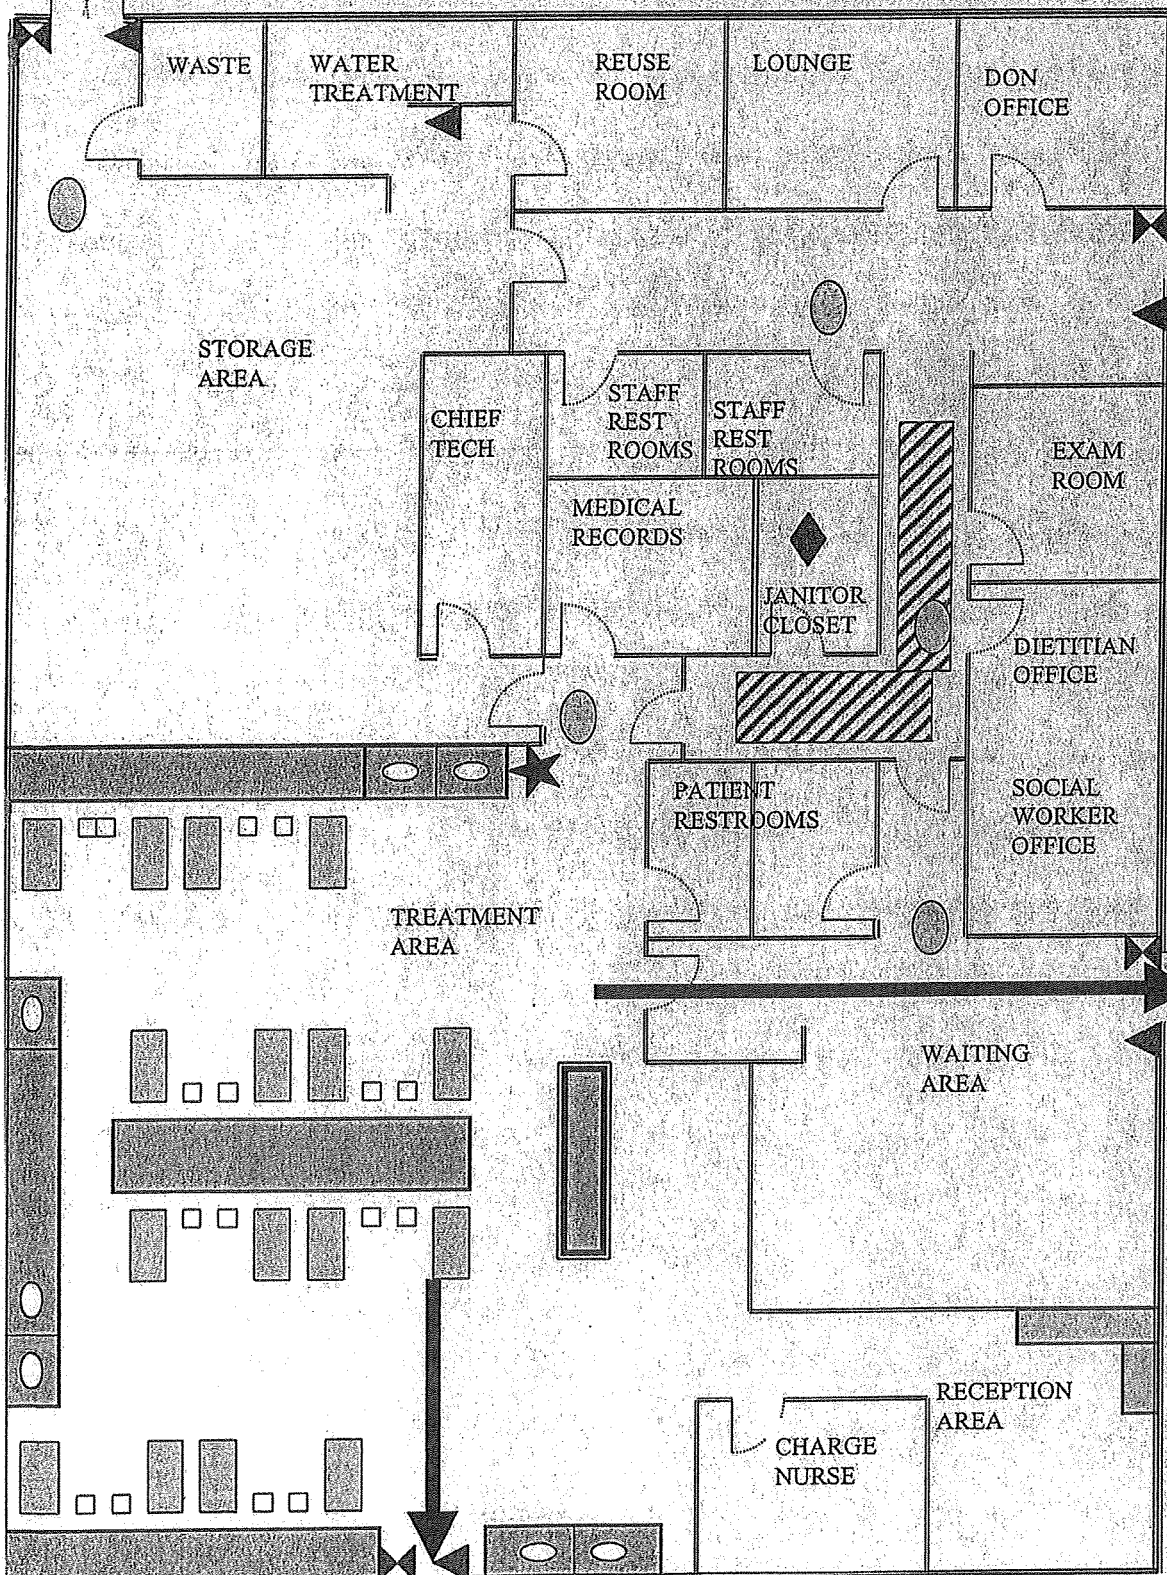 WASTE
WATER
TREATMENT
REUSE
ROOM
LOUNGE
DON
OFFICE
STORAGE
AREA
CHIEF
TECH
STAFF
REST
ROOMS
STAFF
REST
ROOMS
EXAM
ROOM
MEDICAL
RECORDS
JANITOR
CLOSET
DIETITIAN
OFFICE
PATIENT
RESTROOMS
SOCIAL
WORKER
OFFICE
TREATMENT
AREA
WAITING
AREA
RECEPTION
AREA
CHARGE
NURSE